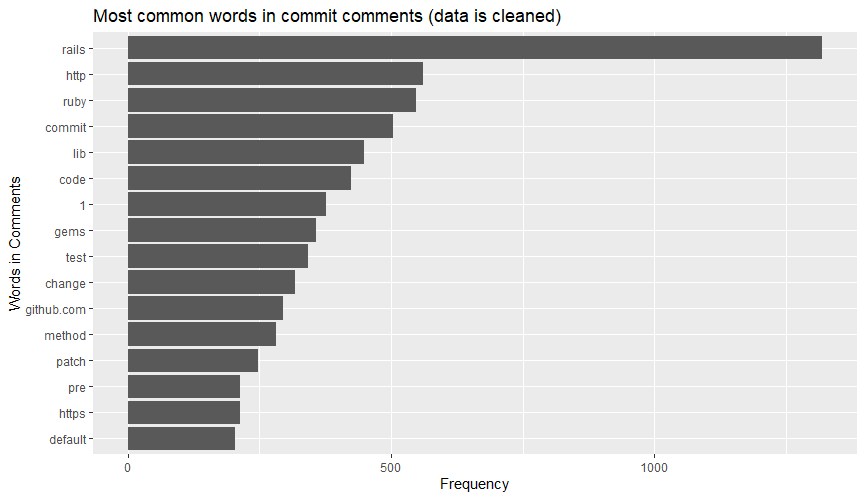 Most common words in commit comments (data is cleaned)
Words in Comments
rails
http
ruby
commit
lib
code
1
gems
test
change
github.com
method
patch
pre
https
default
0 500 1000
Frequency